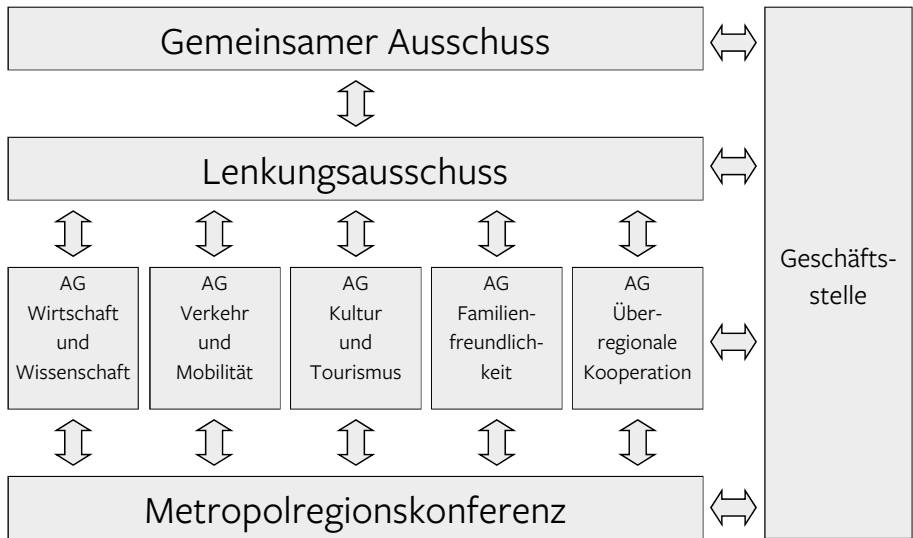 Gemeinsamer Ausschuss
Lenkungsausschuss
AG
Wirtschaft
und
Wissenschaft
AG
Verkehr
und
Mobilität
AG
Kultur
und
Tourismus
AG
Familien-
freundlich-
keit
AG
Über-
regionale
Kooperation
Metropolregionskonferenz
Geschäfts-
stelle